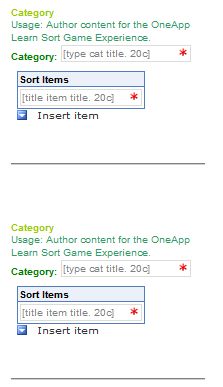 Category
Usage: Author content for the OneApp
Learn Sort Game Experience.
Category: [type cat title. 20c] *
Sort Items
[title item title. 20c] *
Insert item
Category
Usage: Author content for the OneApp
Learn Sort Game Experience.
Category: [type cat title. 20c] *
Sort Items
[title item title. 20c] *
Insert item